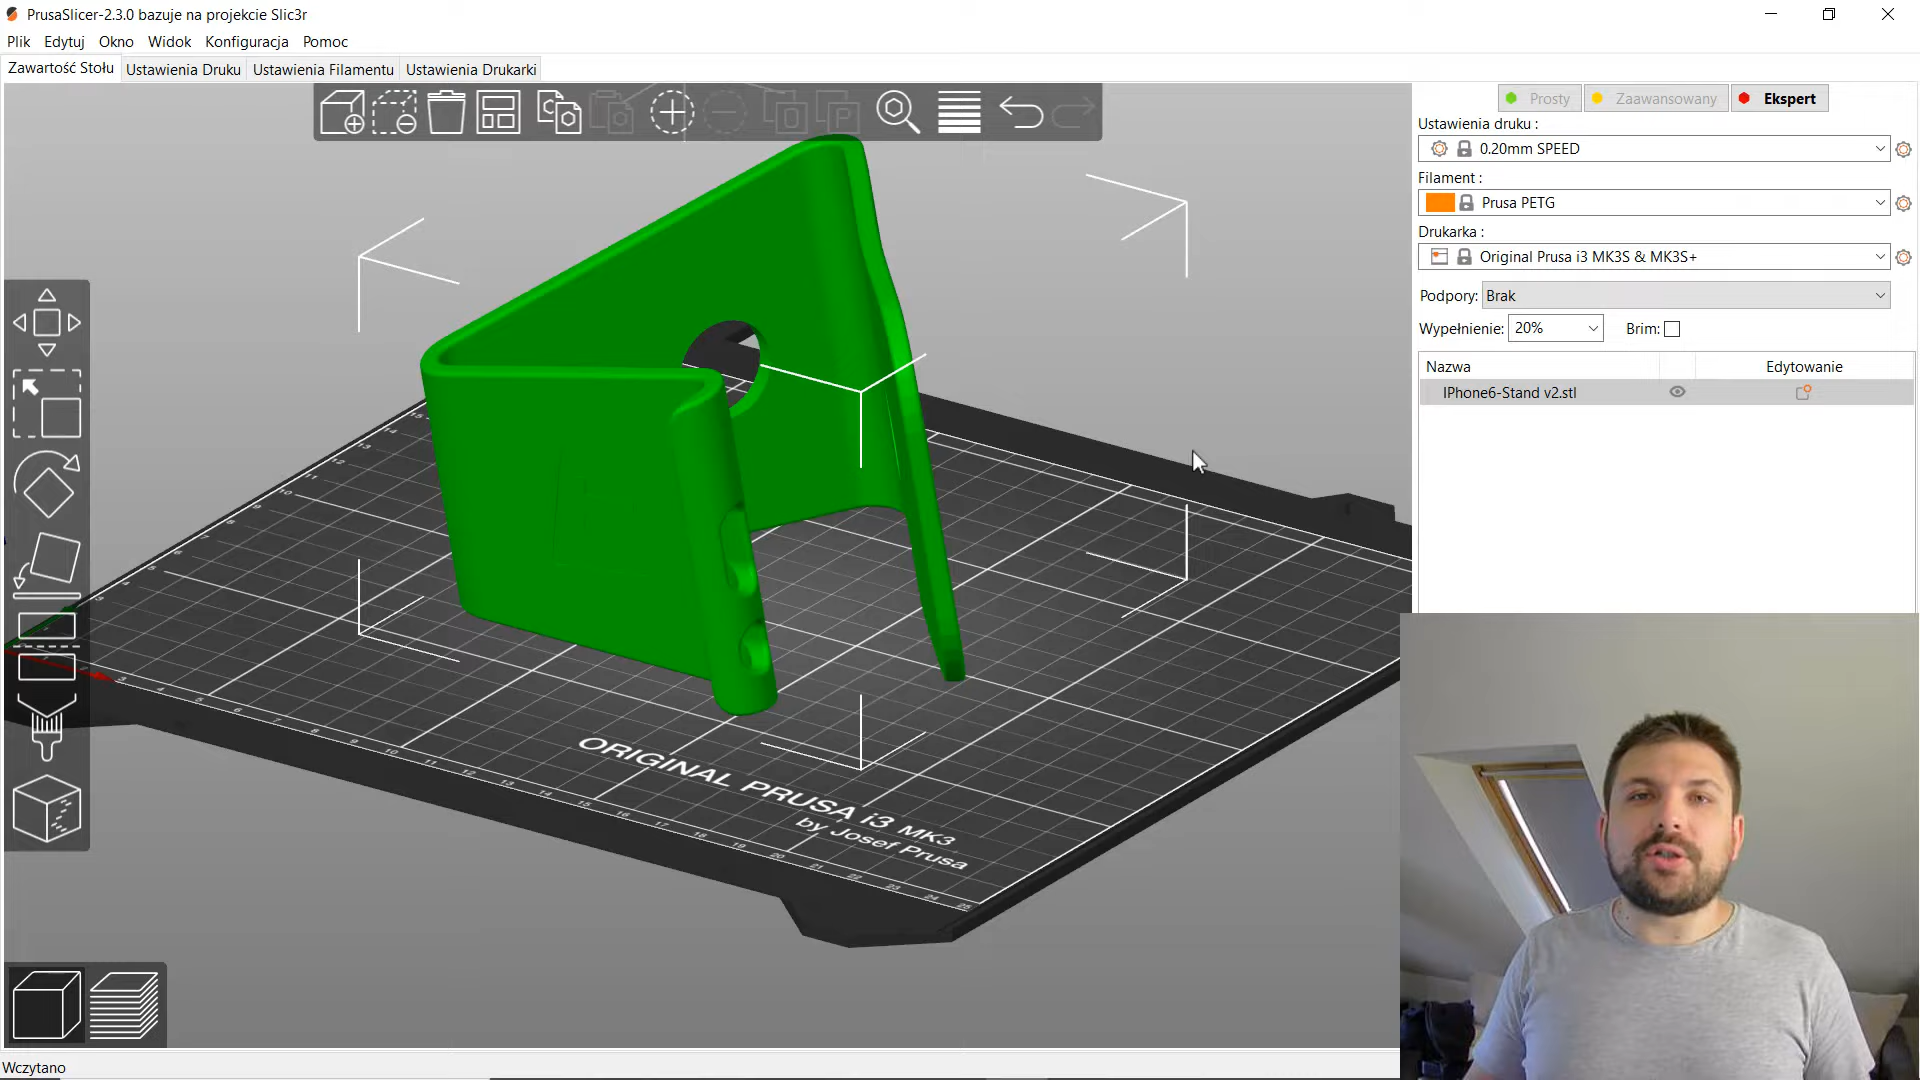 PrusaSlicer-2.3.0 bazuje na projekcie Slic3r
Plik Edytuj Okno Widok Konfiguracja Pomoc
Zawartość Stołu Ustawienia Druku Ustawienia Filamentu Ustawienia Drukarki
Prosty Zaawansowany Ekspert
Ustawienia druku :
0.20mm SPEED
Filament :
Prusa PETG
Drukarka :
Original Prusa i3 MK3S & MK3S+
Podpory: Brak
Wypełnienie: 20% Brim:
Nazwa Edytowanie
IPhone6-Stand v2.stl
ORIGINAL PRUSA i3 MK3
by Josef Prusa
Wczytano